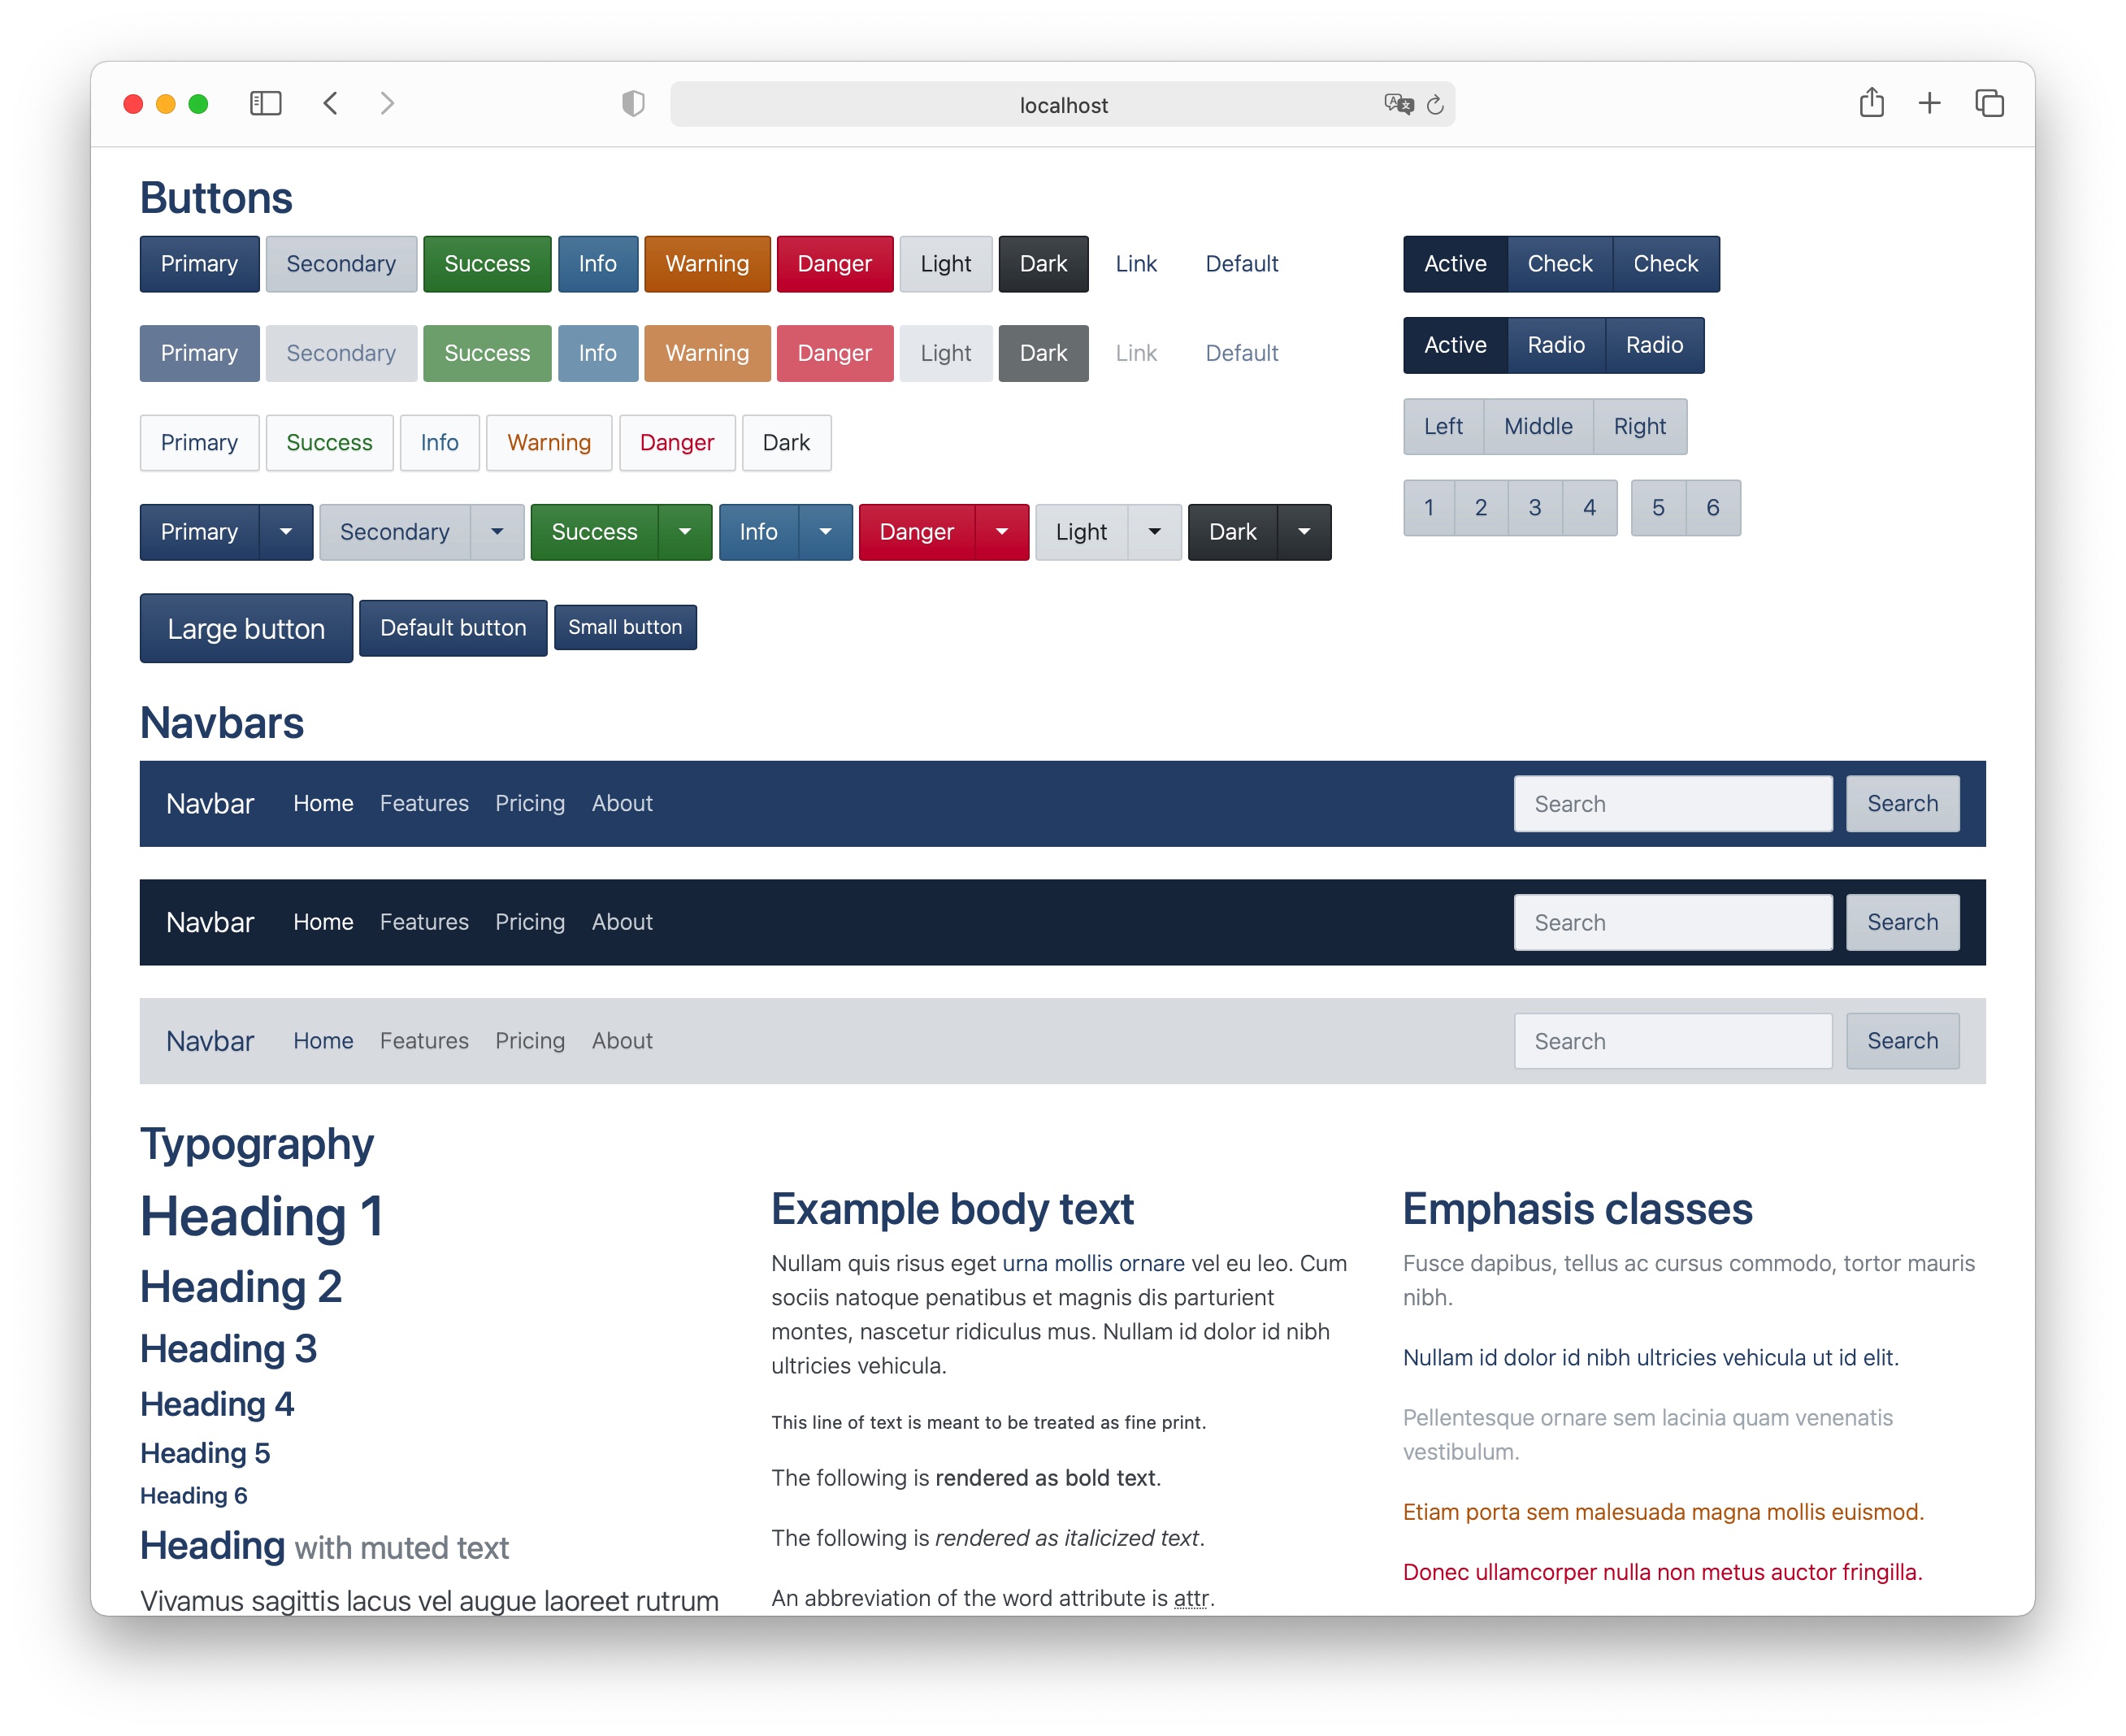 localhost
Buttons
Primary Secondary Success Info Warning Danger Light Dark Link Default
Primary Secondary Success Info Warning Danger Light Dark Link Default
Primary Success Info Warning Danger Dark
Primary Secondary Success Info Danger Light Dark
Large button Default button Small button
Active Check Check
Active Radio Radio
Left Middle Right
1 2 3 4 5 6
Navbars
Navbar Home Features Pricing About Search Search
Navbar Home Features Pricing About Search Search
Navbar Home Features Pricing About Search Search
Typography
Heading 1
Heading 2
Heading 3
Heading 4
Heading 5
Heading 6
Heading with muted text
Vivamus sagittis lacus vel augue laoreet rutrum
Example body text
Nullam quis risus eget urna mollis ornare vel eu leo. Cum
sociis natoque penatibus et magnis dis parturient
montes, nascetur ridiculus mus. Nullam id dolor id nibh
ultricies vehicula.
This line of text is meant to be treated as fine print.
The following is rendered as bold text.
The following is rendered as italicized text.
An abbreviation of the word attribute is attr.
Emphasis classes
Fusce dapibus, tellus ac cursus commodo, tortor mauris
nibh.
Nullam id dolor id nibh ultricies vehicula ut id elit.
Pellentesque ornare sem lacinia quam venenatis
vestibulum.
Etiam porta sem malesuada magna mollis euismod.
Donec ullamcorper nulla non metus auctor fringilla.